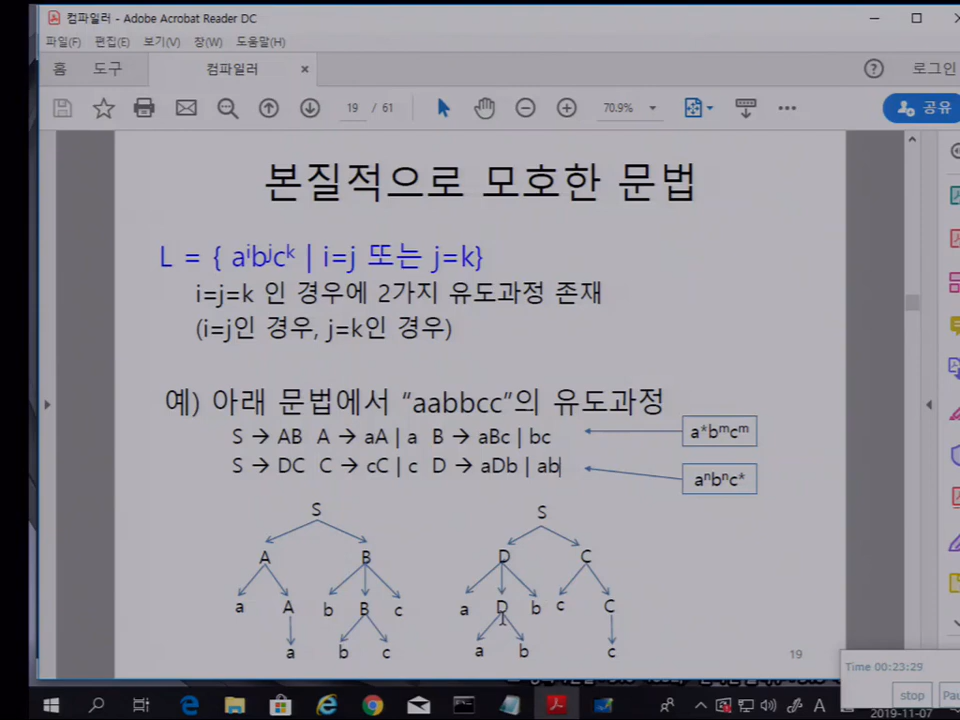 컴파일러 - Adobe Acrobat Reader DC
파일(F) 편집(E) 보기(V) 창(W) 도움말(H)
홈 도구 컴파일러 × ? 로그인
19 / 61 70.9% 공유
본질적으로 모호한 문법
L = { aⁱbʲcᵏ | i=j 또는 j=k}
i=j=k 인 경우에 2가지 유도과정 존재
(i=j인 경우, j=k인 경우)
예) 아래 문법에서 “aabbcc”의 유도과정
S → AB A → aA | a B → aBc | bc
a*bᵐcᵐ
S → DC C → cC | c D → aDb | ab
aⁿbⁿc*
S S
A B D C
a A b B c a D b c C
a b c a b c
19
Time 00:23:29
stop Pau
A
2019-11-07